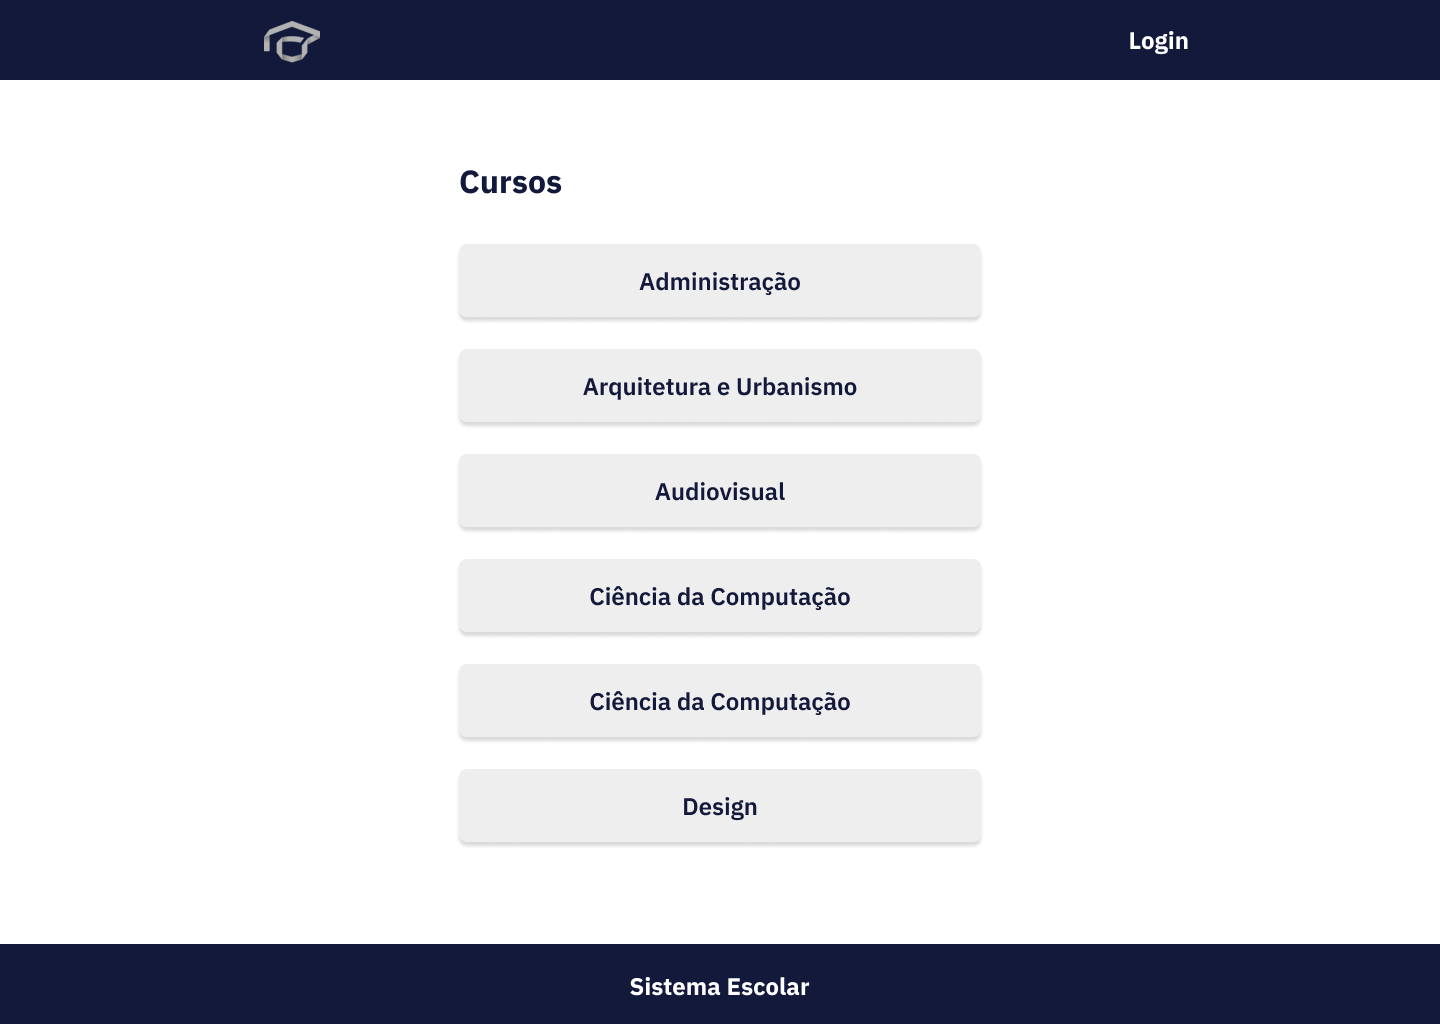 Login
Cursos
Administração
Arquitetura e Urbanismo
Audiovisual
Ciência da Computação
Ciência da Computação
Design
Sistema Escolar